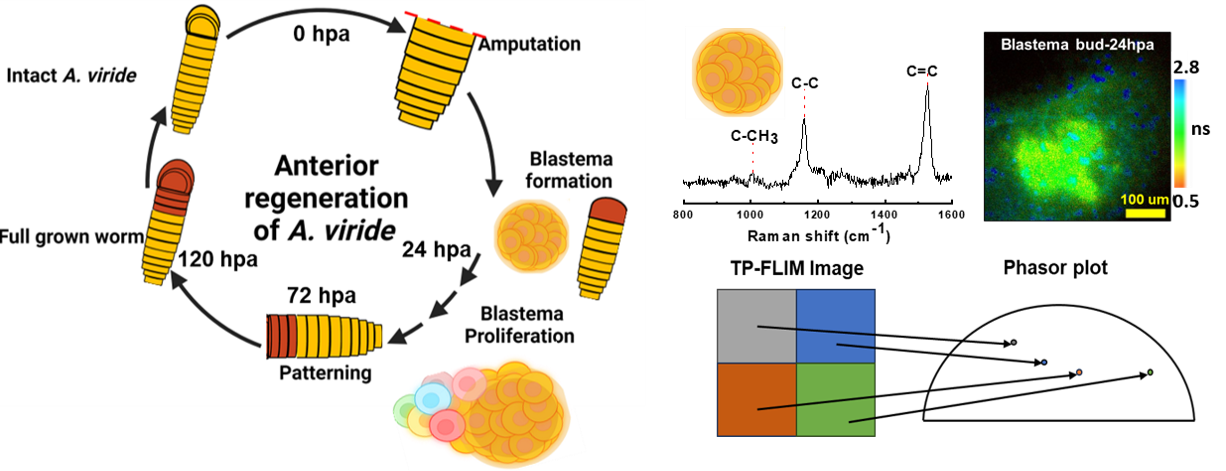 0 hpa
Amputation
Intact A. viride
Anterior
regeneration
of A. viride
Blastema
formation
24 hpa
Full grown worm
120 hpa
72 hpa
Patterning
Blastema
Proliferation
C-CH3
C-C
C=C
800 1000 1200 1400 1600
Raman shift (cm-1)
Blastema bud-24hpa
2.8
ns
0.5
100 um
TP-FLIM Image
Phasor plot